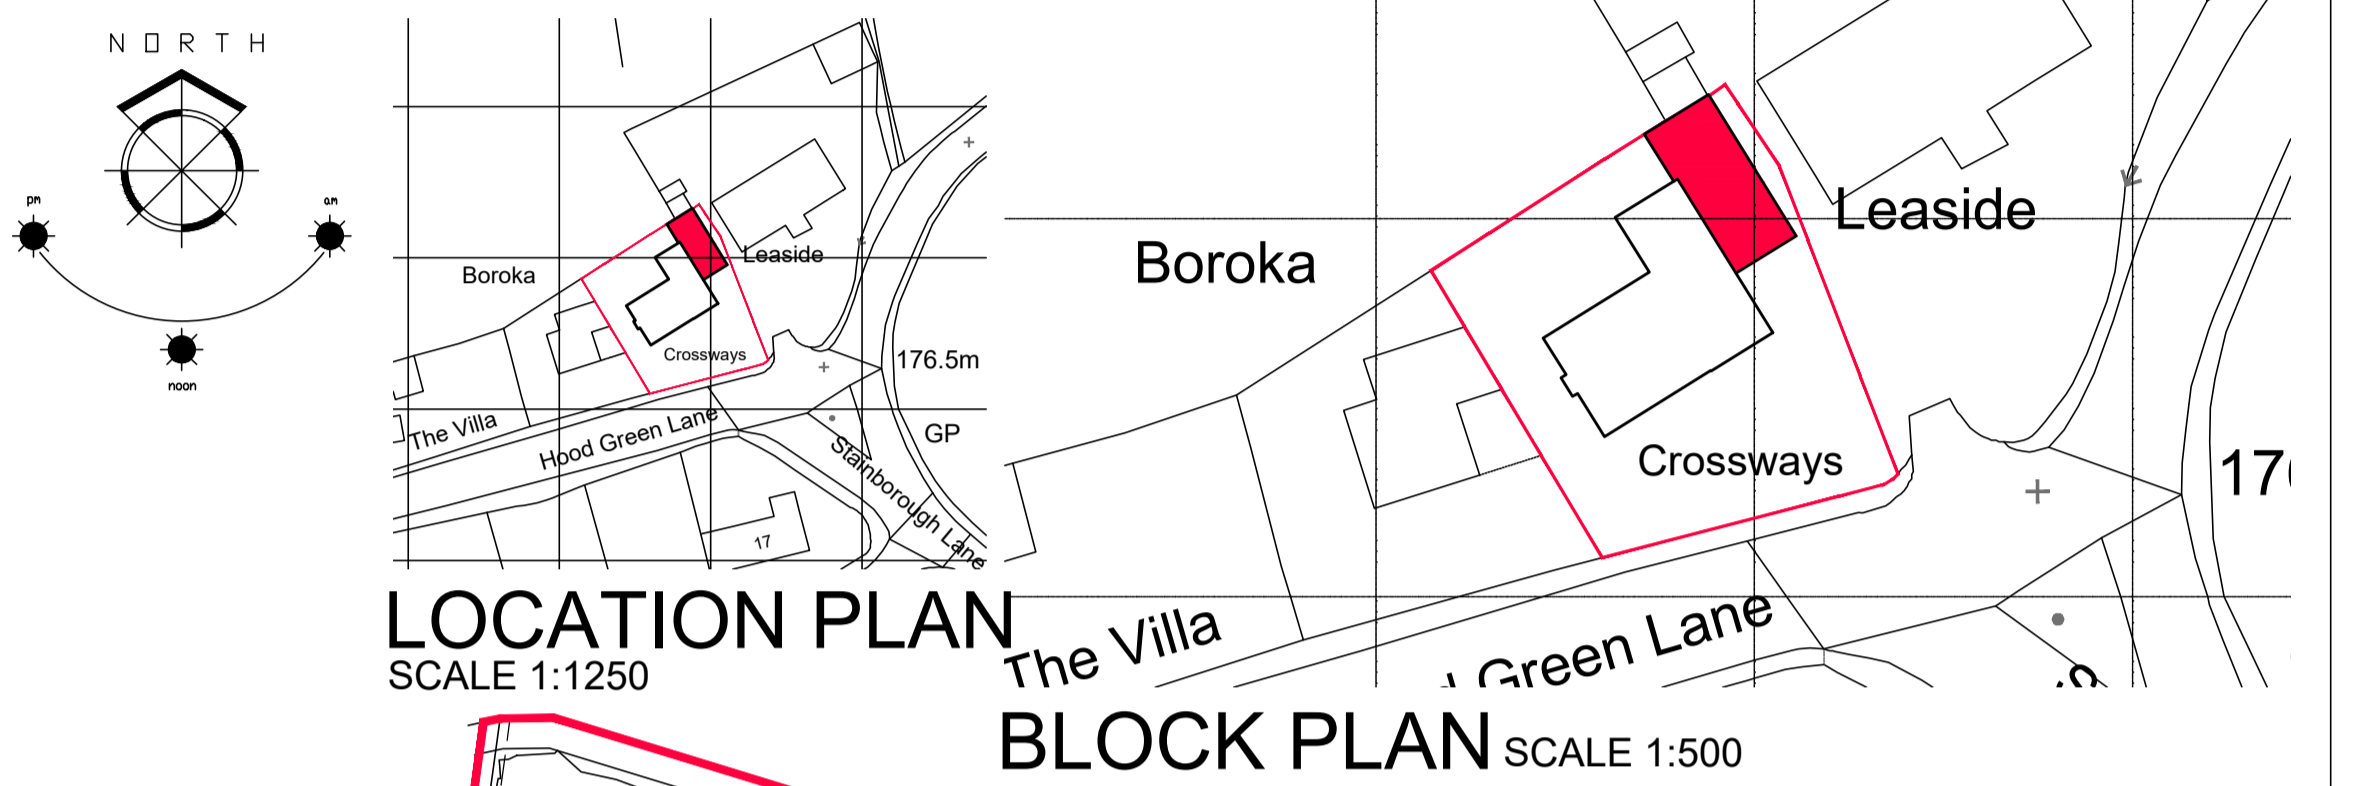 NORTH
pm
am
noon
Boroka
Leaside
Crossways
176.5m
The Villa
Hood Green Lane
GP
Stainborough Lane
17
LOCATION PLAN
SCALE 1:1250
Boroka
Leaside
Crossways
The Villa
Green Lane
BLOCK PLAN SCALE 1:500